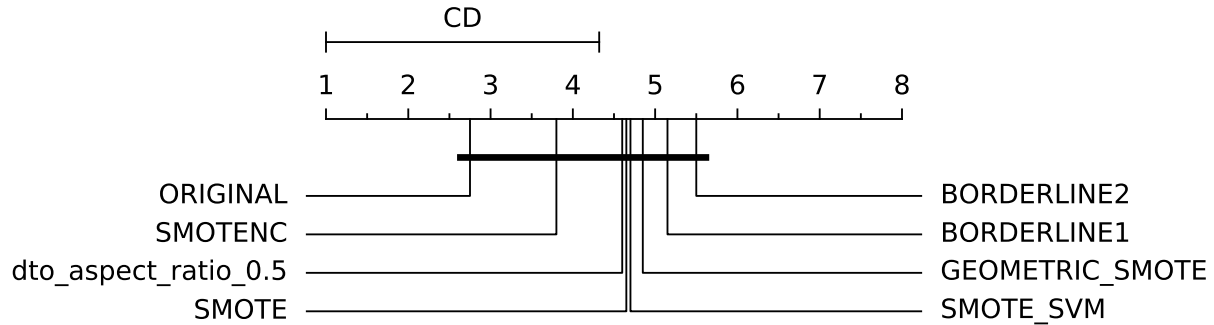 CD
1 2 3 4 5 6 7 8
ORIGINAL BORDERLINE2
SMOTENC BORDERLINE1
dto_aspect_ratio_0.5 GEOMETRIC_SMOTE
SMOTE SMOTE_SVM